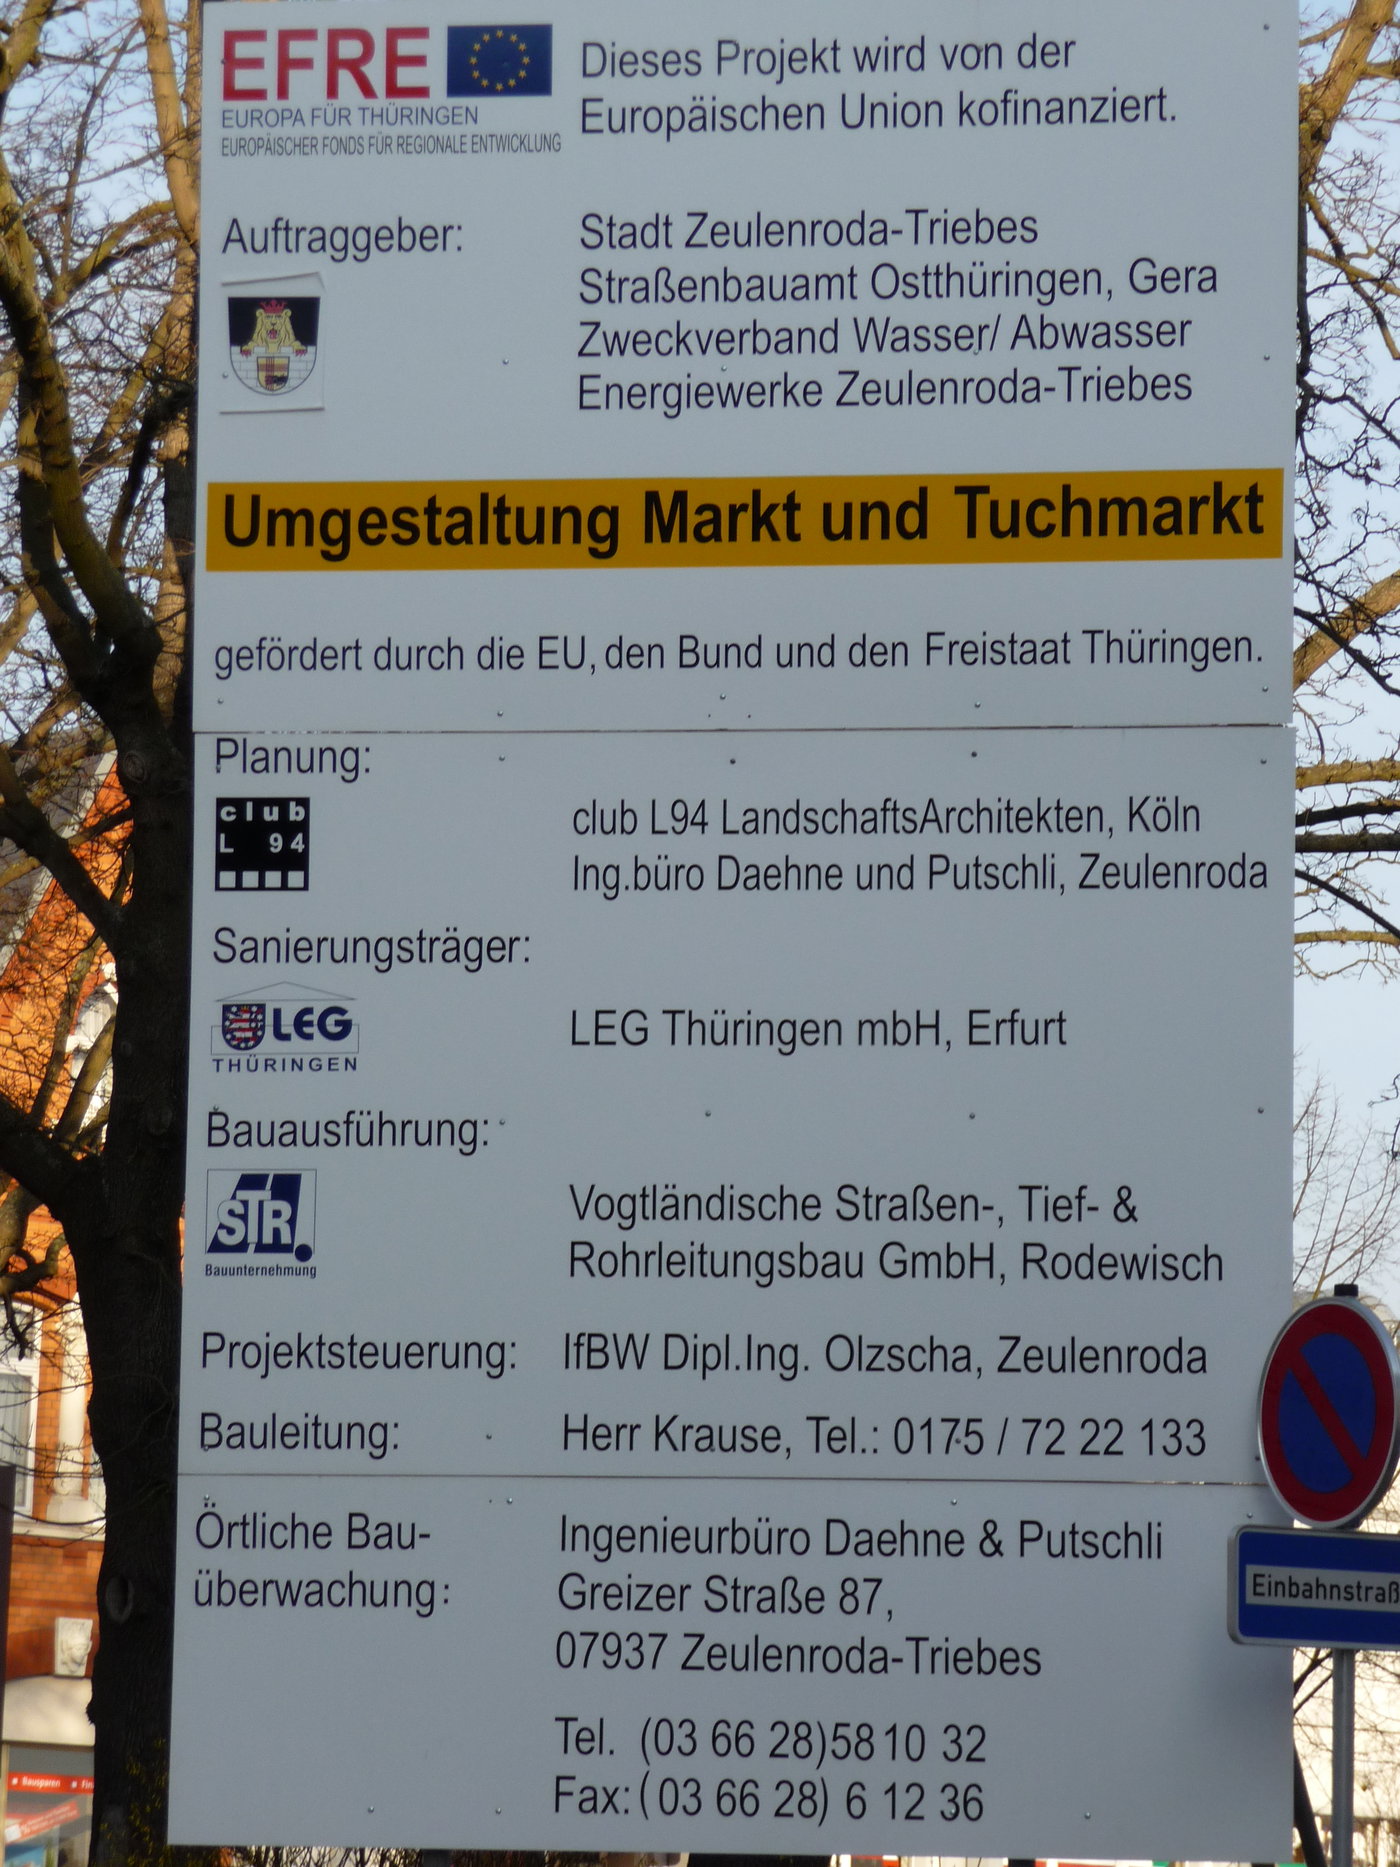 EFRE
EUROPA FÜR THÜRINGEN
EUROPÄISCHER FONDS FÜR REGIONALE ENTWICKLUNG
Dieses Projekt wird von der
Europäischen Union kofinanziert.
Auftraggeber:
Stadt Zeulenroda-Triebes
Straßenbauamt Ostthüringen, Gera
Zweckverband Wasser/ Abwasser
Energiewerke Zeulenroda-Triebes
Umgestaltung Markt und Tuchmarkt
gefördert durch die EU, den Bund und den Freistaat Thüringen.
Planung:
club
L 94
club L94 LandschaftsArchitekten, Köln
Ing.büro Daehne und Putschli, Zeulenroda
Sanierungsträger:
LEG
THÜRINGEN
LEG Thüringen mbH, Erfurt
Bauausführung:
STR.
Bauunternehmung
Vogtländische Straßen-, Tief- &
Rohrleitungsbau GmbH, Rodewisch
Projektsteuerung: IfBW Dipl.Ing. Olzscha, Zeulenroda
Bauleitung: Herr Krause, Tel.: 0175 / 72 22 133
Örtliche Bau-
überwachung:
Ingenieurbüro Daehne & Putschli
Greizer Straße 87,
07937 Zeulenroda-Triebes
Tel. (03 66 28)58 10 32
Fax: (03 66 28) 6 12 36
Einbahnstraß
Bausparen